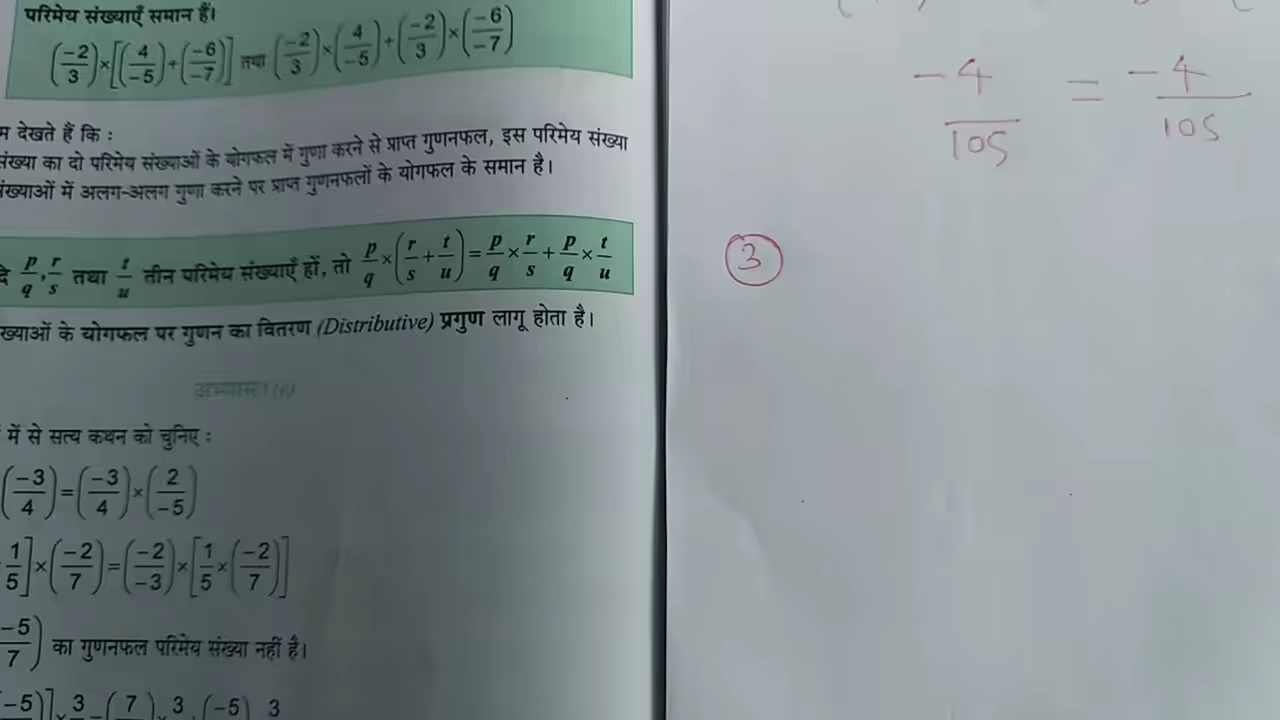 परिमेय संख्याएँ समान हैं।
(-2/3)×[(4/-5)+(-6/-7)] तथा (-2/3)×(4/-5)+(-2/3)×(-6/-7)
देखते हैं कि :
संख्या का दो परिमेय संख्याओं के योगफल में गुणा करने से प्राप्त गुणनफल, इस परिमेय संख्या
संख्याओं में अलग-अलग गुणा करने पर प्राप्त गुणनफलों के योगफल के समान है।
p/q, r/s तथा t/u तीन परिमेय संख्याएँ हों, तो p/q×(r/s+t/u)=p/q×r/s+p/q×t/u
ख्याओं के योगफल पर गुणन का वितरण (Distributive) प्रगुण लागू होता है।
में से सत्य कथन को चुनिए :
(-3/4)=(-3/4)×(2/-5)
1/5]×(-2/7)=(-2/-3)×[1/5×(-2/7)]
-5/7) का गुणनफल परिमेय संख्या नहीं है।
-4/105 = -4/105
3